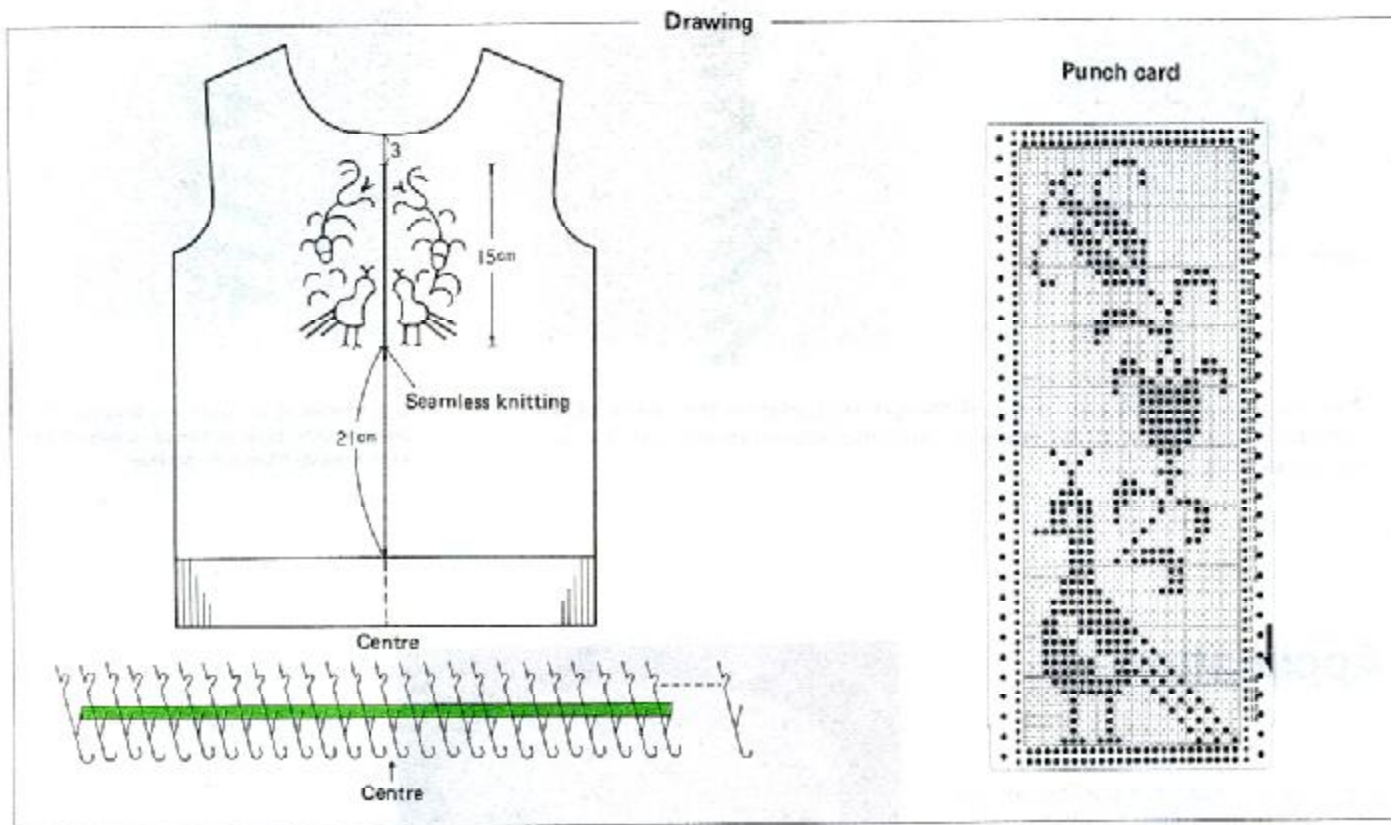 Drawing
Punch card
3
15cm
Seamless knitting
21cm
Centre
Centre